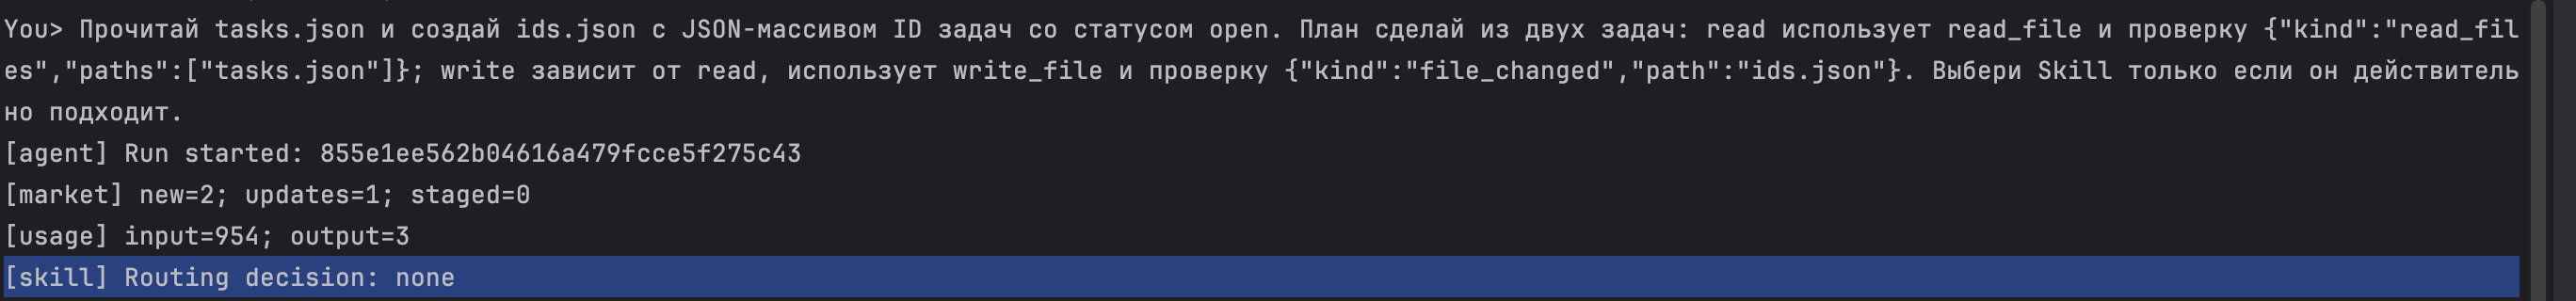 You> Прочитай tasks.json и создай ids.json с JSON-массивом ID задач со статусом open. План сделай из двух задач: read использует read_file и проверку {"kind":"read_fil
es","paths":["tasks.json"]}; write зависит от read, использует write_file и проверку {"kind":"file_changed","path":"ids.json"}. Выбери Skill только если он действитель
но подходит.
[agent] Run started: 855e1ee562b04616a479fcce5f275c43
[market] new=2; updates=1; staged=0
[usage] input=954; output=3
[skill] Routing decision: none